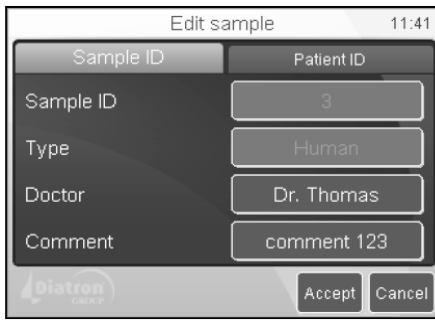 Edit sample 11:41
Sample ID Patient ID
Sample ID 3
Type Human
Doctor Dr. Thomas
Comment comment 123
Diatron
GROUP
Accept Cancel